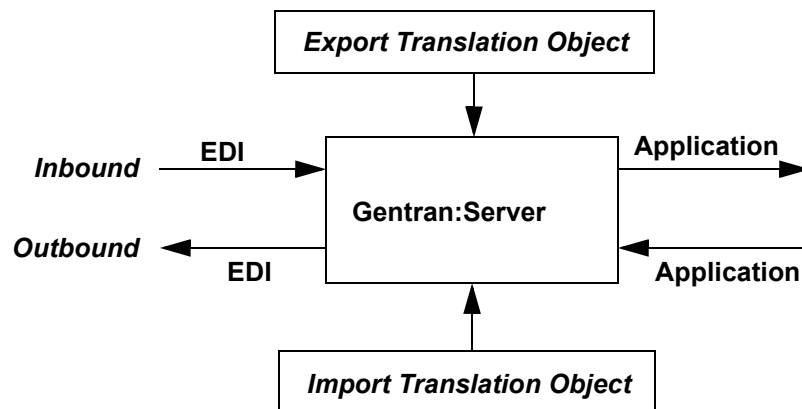 Export Translation Object
EDI
Application
Inbound
Gentran:Server
Outbound
EDI
Application
Import Translation Object